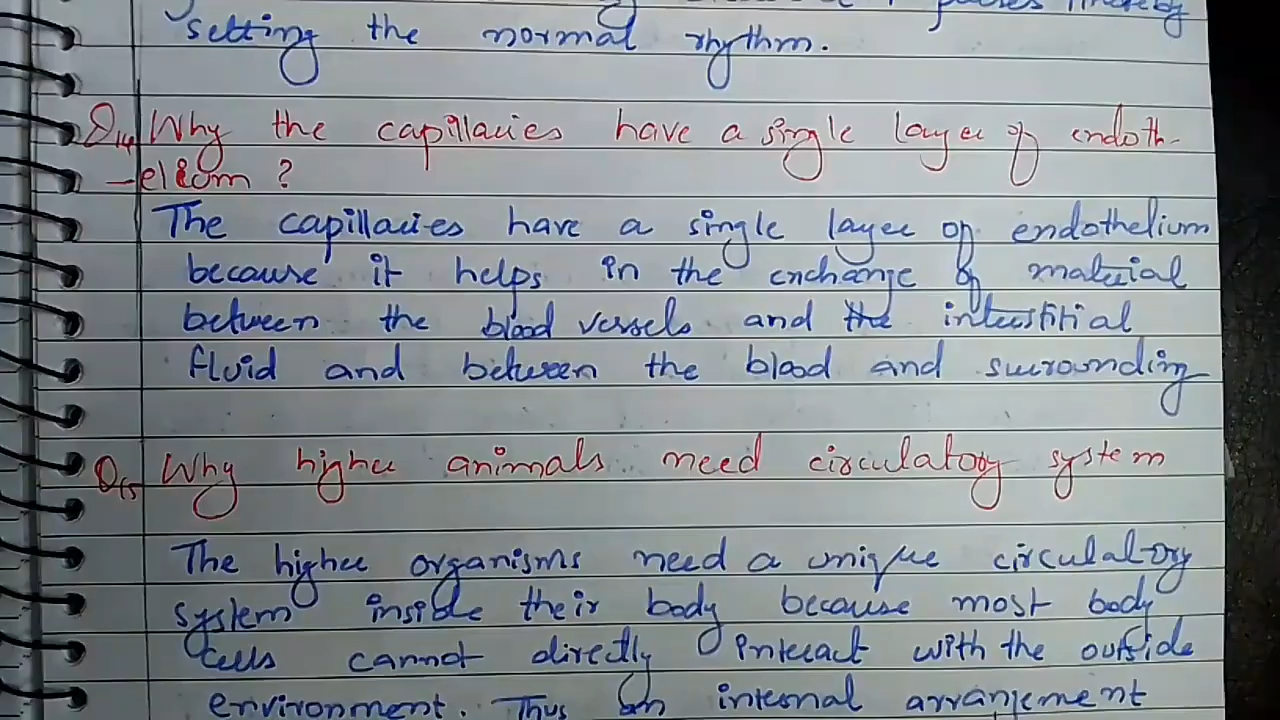 pulses thereby
setting the normal rhythm.
Q14 Why the capillaries have a single layer of endoth-
-elium ?
The capillaries have a single layer of endothelium
because it helps in the exchange of material
between the blood vessels and the interstitial
fluid and between the blood and surrounding
Q15 Why higher animals need circulatory system
The higher organisms need a unique circulatory
system inside their body because most body
cells cannot directly interact with the outside
environment. Thus an internal arrangement